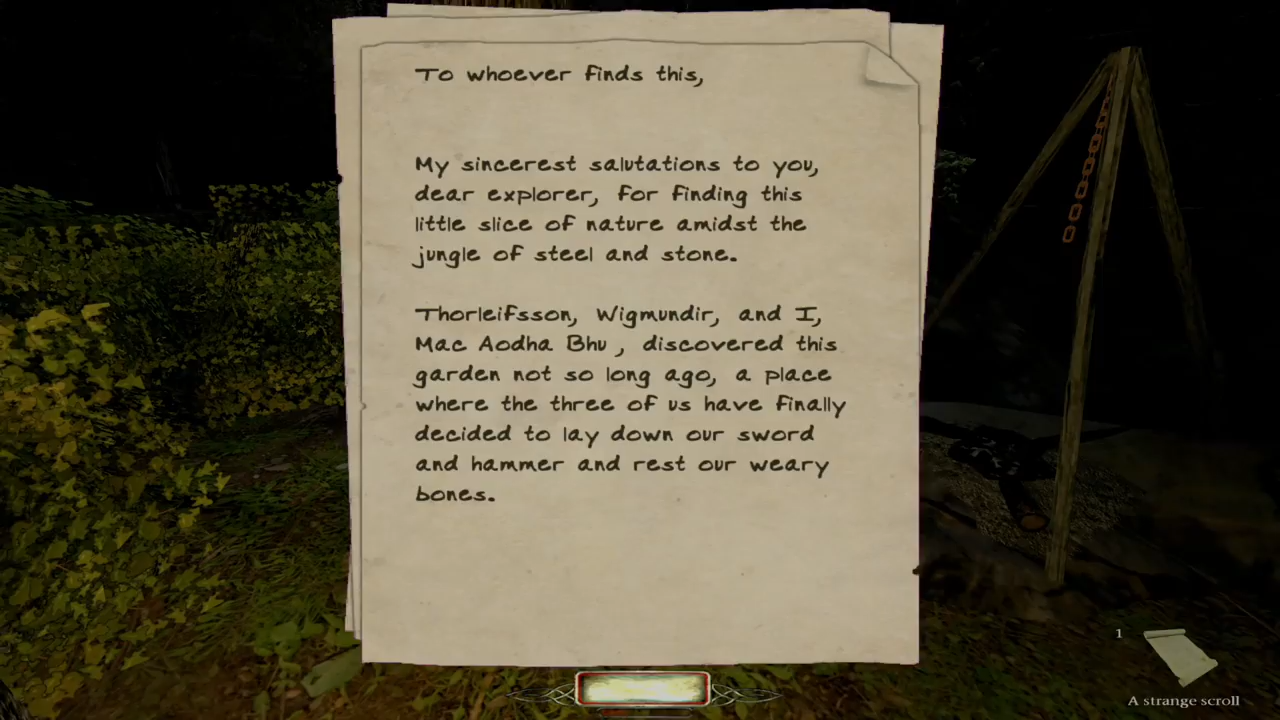 To whoever finds this,
My sincerest salutations to you,
dear explorer, for finding this
little slice of nature amidst the
jungle of steel and stone.
Thorleifsson, Wigmundir, and I,
Mac Aodha Bhu , discovered this
garden not so long ago, a place
where the three of us have finally
decided to lay down our sword
and hammer and rest our weary
bones.
1
A strange scroll